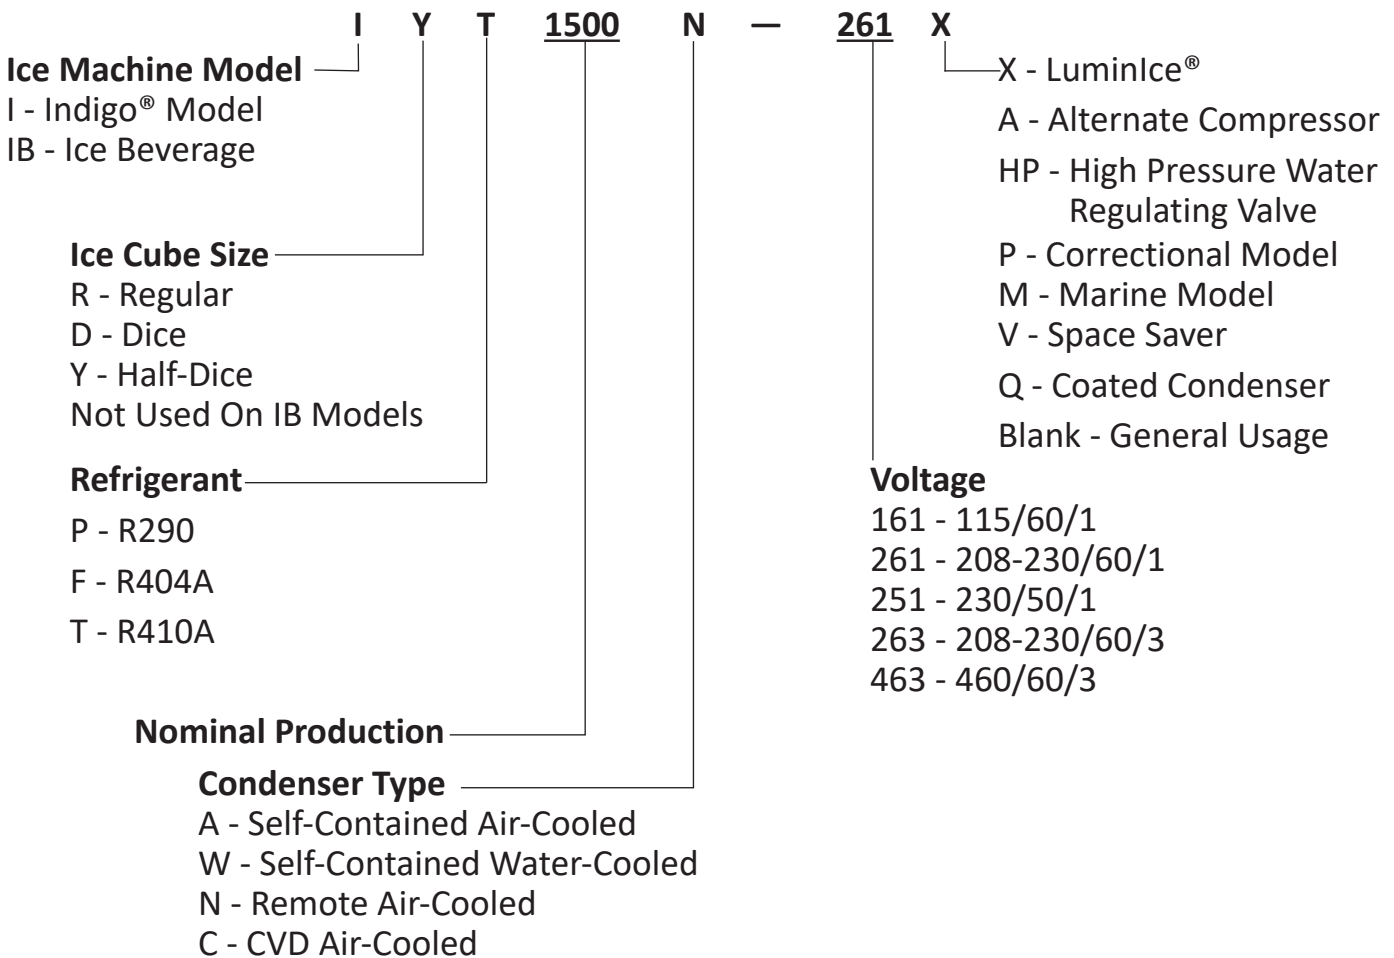 I Y T 1500 N — 261 X
Ice Machine Model
I - Indigo® Model
IB - Ice Beverage
Ice Cube Size
R - Regular
D - Dice
Y - Half-Dice
Not Used On IB Models
Refrigerant
P - R290
F - R404A
T - R410A
Nominal Production
Condenser Type
A - Self-Contained Air-Cooled
W - Self-Contained Water-Cooled
N - Remote Air-Cooled
C - CVD Air-Cooled
X - LuminIce®
A - Alternate Compressor
HP - High Pressure Water
Regulating Valve
P - Correctional Model
M - Marine Model
V - Space Saver
Q - Coated Condenser
Blank - General Usage
Voltage
161 - 115/60/1
261 - 208-230/60/1
251 - 230/50/1
263 - 208-230/60/3
463 - 460/60/3